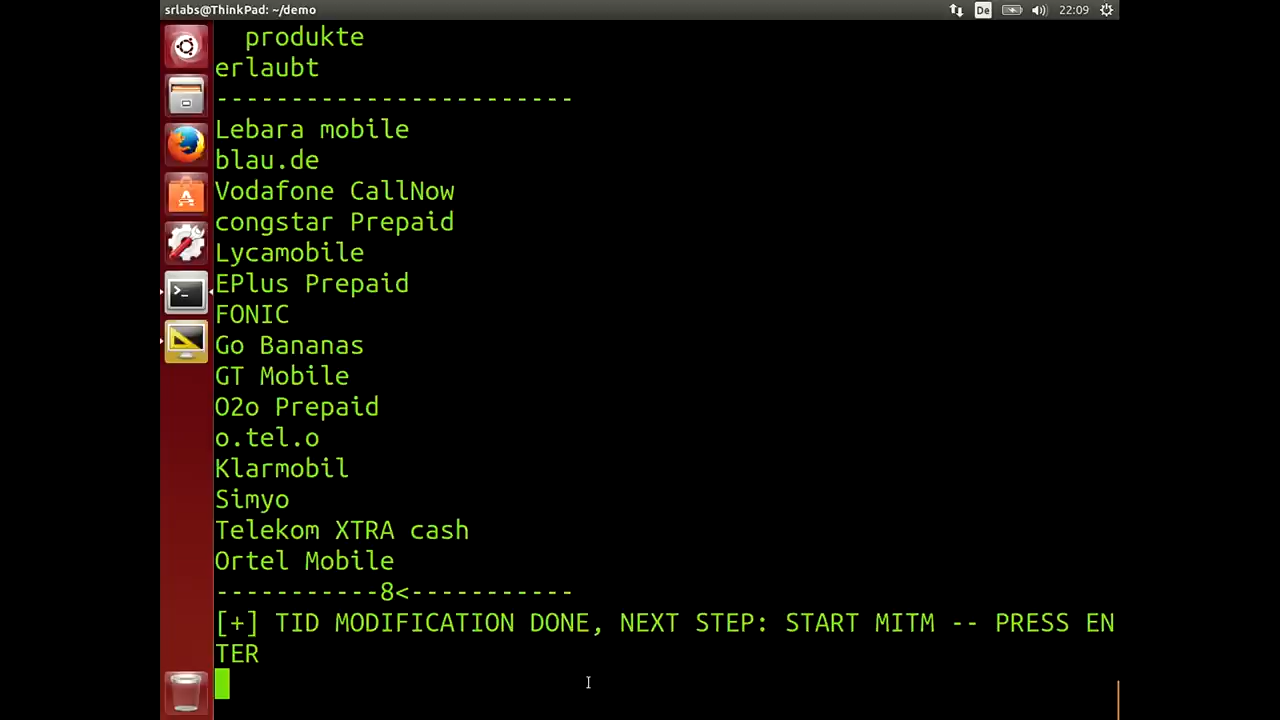 srlabs@ThinkPad: ~/demo
De
22:09
produkte
erlaubt
------------------------
Lebara mobile
blau.de
Vodafone CallNow
congstar Prepaid
Lycamobile
EPlus Prepaid
FONIC
Go Bananas
GT Mobile
O2o Prepaid
o.tel.o
Klarmobil
Simyo
Telekom XTRA cash
Ortel Mobile
-----------8<-----------
[+] TID MODIFICATION DONE, NEXT STEP: START MITM -- PRESS EN
TER